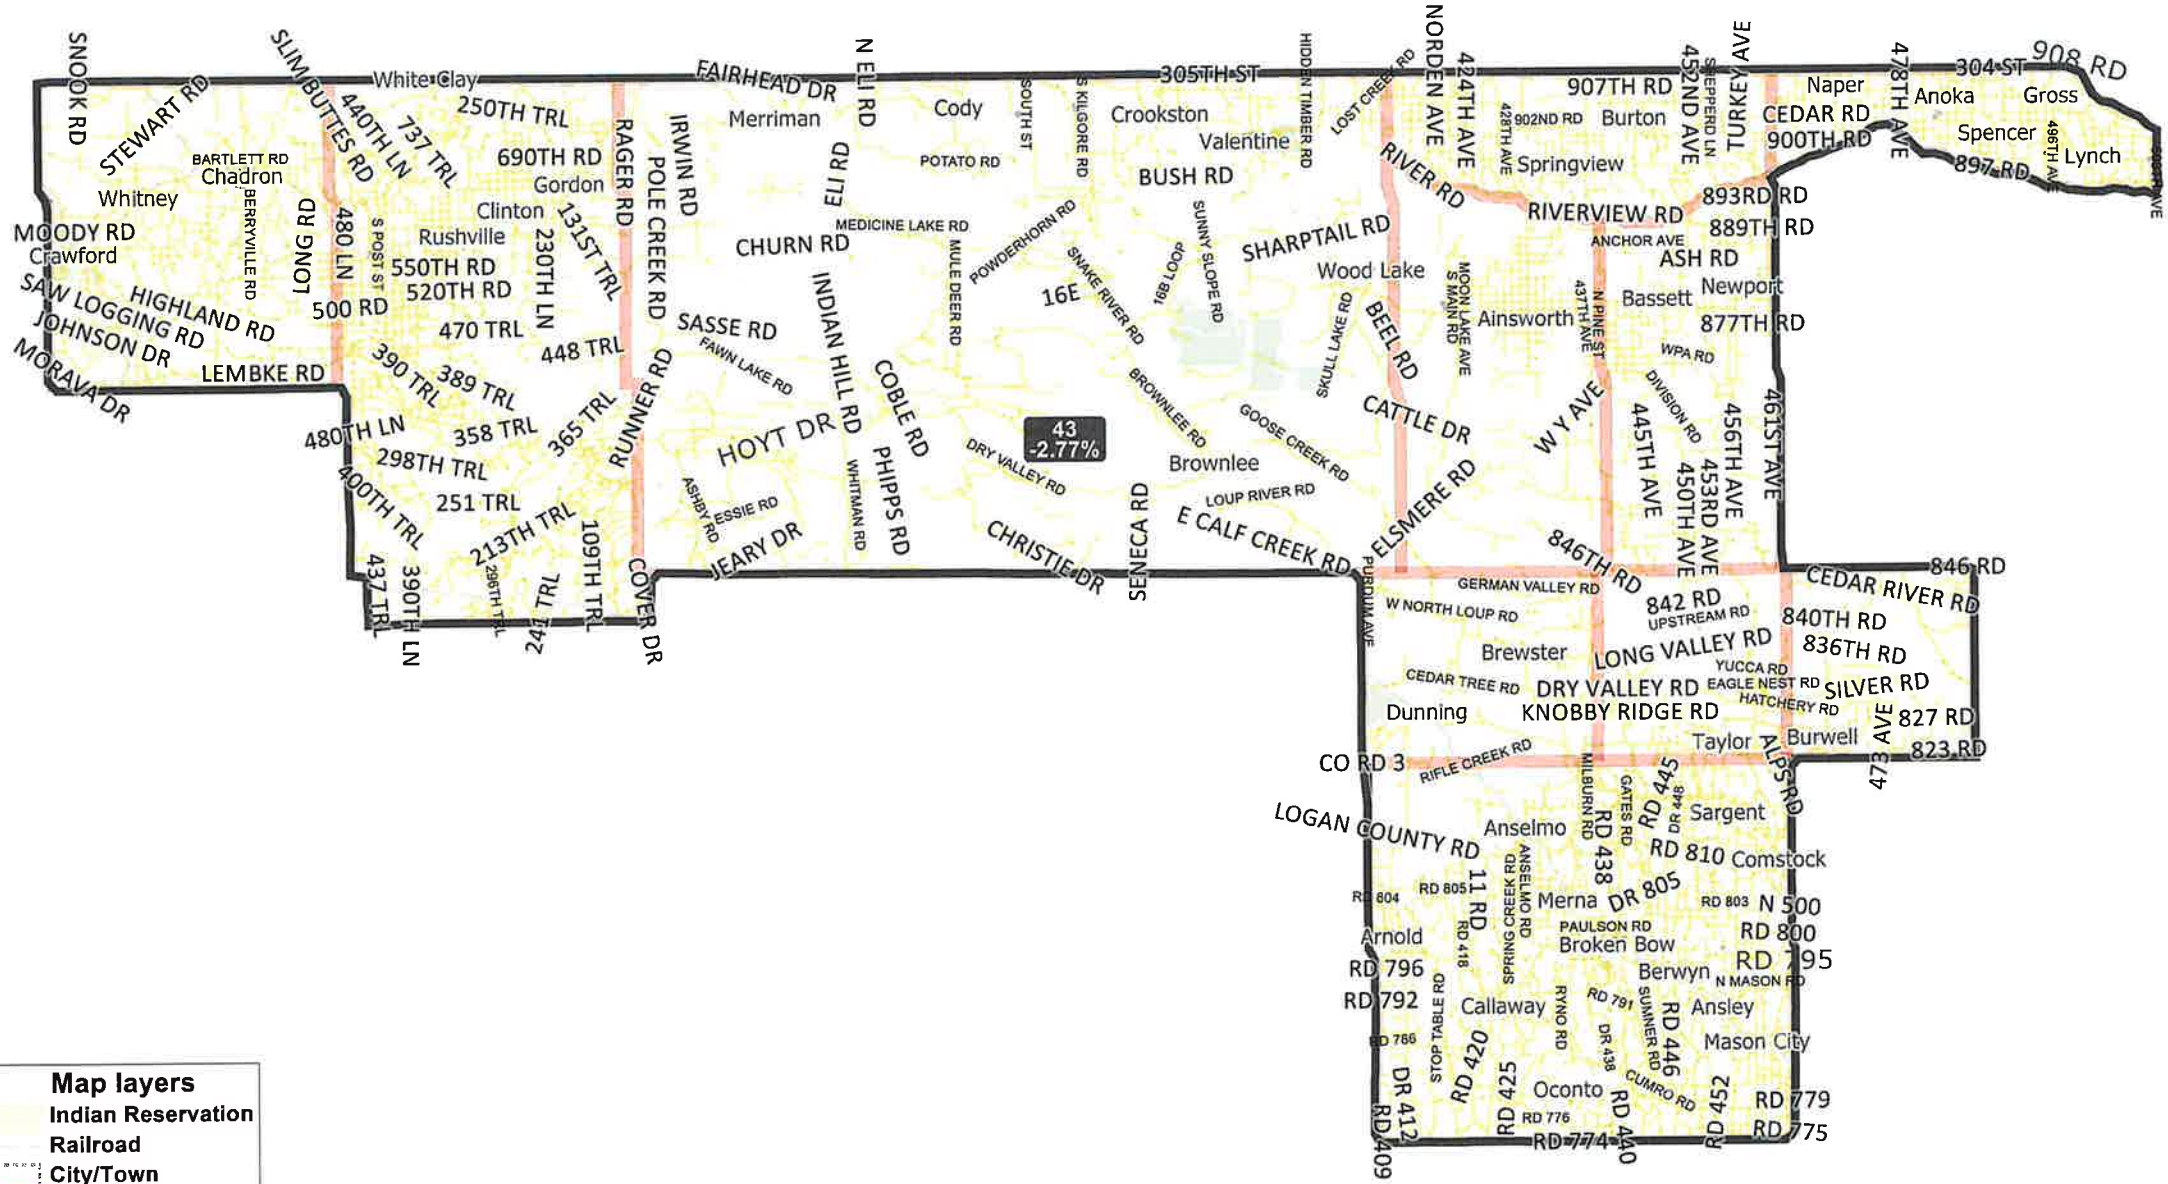 SNOOK RD
STEWART RD
SLIM BUTTES RD
White Clay
440TH LN
737 TRL
250TH TRL
FAIRHEAD DR
N ELI RD
Merriman
Cody
SOUTH ST
S KILGORE RD
305TH ST
Crookston
Valentine
HIDDEN TIMBER RD
LOST CREEK RD
NORDEN AVE
424TH AVE
428TH AVE
902ND RD
907TH RD
Burton
452ND AVE
SHEPPERD LN
TURKEY AVE
Naper
CEDAR RD
900TH RD
478TH AVE
304 ST
908 RD
Anoka
Gross
Spencer
496TH AVE
Lynch
897 RD
BARTLETT RD
Chadron
Whitney
BERRYVILLE RD
LONG RD
480 LN
S POST ST
690TH RD
Gordon
Clinton
Rushville
131ST TRL
230TH LN
RAGER RD
POLE CREEK RD
IRWIN RD
ELI RD
POTATO RD
BUSH RD
MEDICINE LAKE RD
CHURN RD
MULE DEER RD
POWDERHORN RD
SNAKE RIVER RD
16E
16B LOOP
SUNNY SLOPE RD
SHARPTAIL RD
RIVER RD
Springview
RIVERVIEW RD
893RD RD
889TH RD
ANCHOR AVE
ASH RD
MOODY RD
Crawford
SAW LOGGING RD
HIGHLAND RD
JOHNSON DR
MORAVA DR
LEMBKE RD
500 RD
550TH RD
520TH RD
470 TRL
448 TRL
390 TRL
389 TRL
SASSE RD
FAWN LAKE RD
INDIAN HILL RD
COBLE RD
Wood Lake
SKULL LAKE RD
BEEL RD
MOON LAKE AVE
S MAIN RD
Ainsworth
437TH AVE
N PINE ST
Bassett
Newport
877TH RD
WPA RD
DIVISION RD
480TH LN
358 TRL
365 TRL
RUNNER RD
HOYT DR
298TH TRL
400TH TRL
251 TRL
213TH TRL
109TH TRL
ASHBY RD
ESSIE RD
JEARY DR
WHITMAN RD
PHIPPS RD
DRY VALLEY RD
43
-2.77%
BROWNLEE RD
Brownlee
GOOSE CREEK RD
LOUP RIVER RD
CATTLE DR
W Y AVE
445TH AVE
450TH AVE
453RD AVE
456TH AVE
461ST AVE
CHRISTIE DR
SENECA RD
E CALF CREEK RD
ELSMERE RD
846TH RD
846 RD
437 TRL
390TH LN
296TH TRL
241 TRL
COVER DR
PURDUM AVE
GERMAN VALLEY RD
W NORTH LOUP RD
842 RD
UPSTREAM RD
CEDAR RIVER RD
840TH RD
836TH RD
Brewster
LONG VALLEY RD
YUCCA RD
CEDAR TREE RD
DRY VALLEY RD
EAGLE NEST RD
SILVER RD
HATCHERY RD
Dunning
KNOBBY RIDGE RD
473 AVE
827 RD
823 RD
Taylor
Burwell
ALPS RD
CO RD 3
RIFLE CREEK RD
MILBURN RD
GATES RD
RD 445
DR 448
Sargent
LOGAN COUNTY RD
Anselmo
RD 438
RD 810
Comstock
RD 804
RD 805
11 RD
ANSELMO RD
SPRING CREEK RD
Merna
DR 805
RD 803
N 500
PAULSON RD
Broken Bow
RD 800
Arnold
RD 418
RD 796
Berwyn
RD 795
N MASON RD
RD 792
STOP TABLE RD
Callaway
RYNO RD
RD 791
SUMNER RD
RD 446
Ansley
RD 786
RD 420
DR 438
Mason City
DR 412
RD 425
Oconto
CUMRO RD
RD 452
RD 779
RD 776
RD 440
RD 775
RD 774
RD 409
Map layers
Indian Reservation
Railroad
City/Town